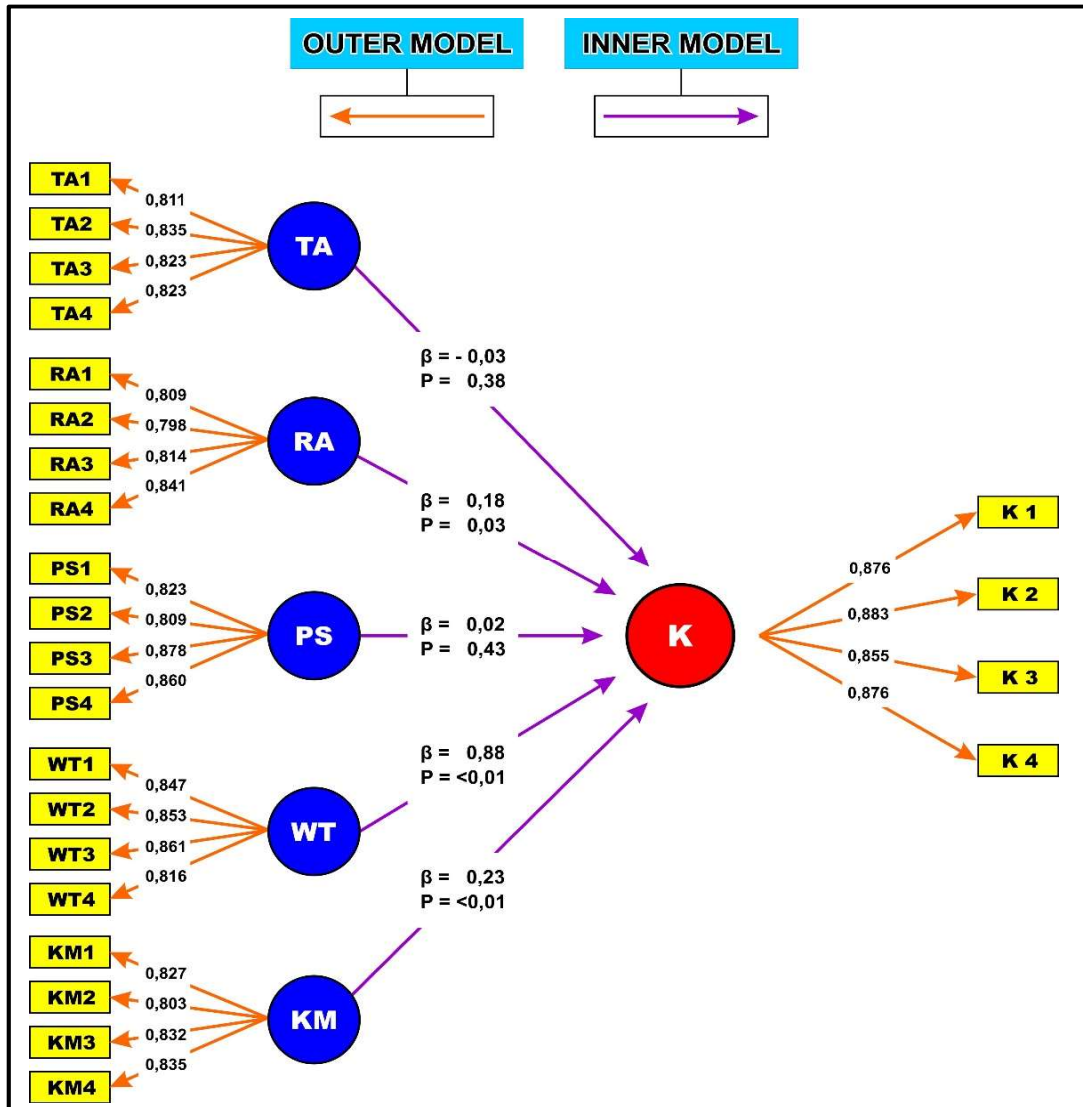 OUTER MODEL
INNER MODEL
TA1
TA2
TA3
TA4
0,811
0,835
0,823
0,823
TA
β = - 0,03
P = 0,38
RA1
RA2
RA3
RA4
0,809
0,798
0,814
0,841
RA
β = 0,18
P = 0,03
PS1
PS2
PS3
PS4
0,823
0,809
0,878
0,860
PS
β = 0,02
P = 0,43
WT1
WT2
WT3
WT4
0,847
0,853
0,861
0,816
WT
β = 0,88
P = <0,01
KM1
KM2
KM3
KM4
0,827
0,803
0,832
0,835
KM
β = 0,23
P = <0,01
K
0,876
0,883
0,855
0,876
K 1
K 2
K 3
K 4